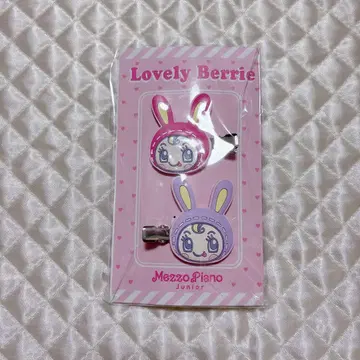 Lovely Berrie
Mezzo Piano
Junior